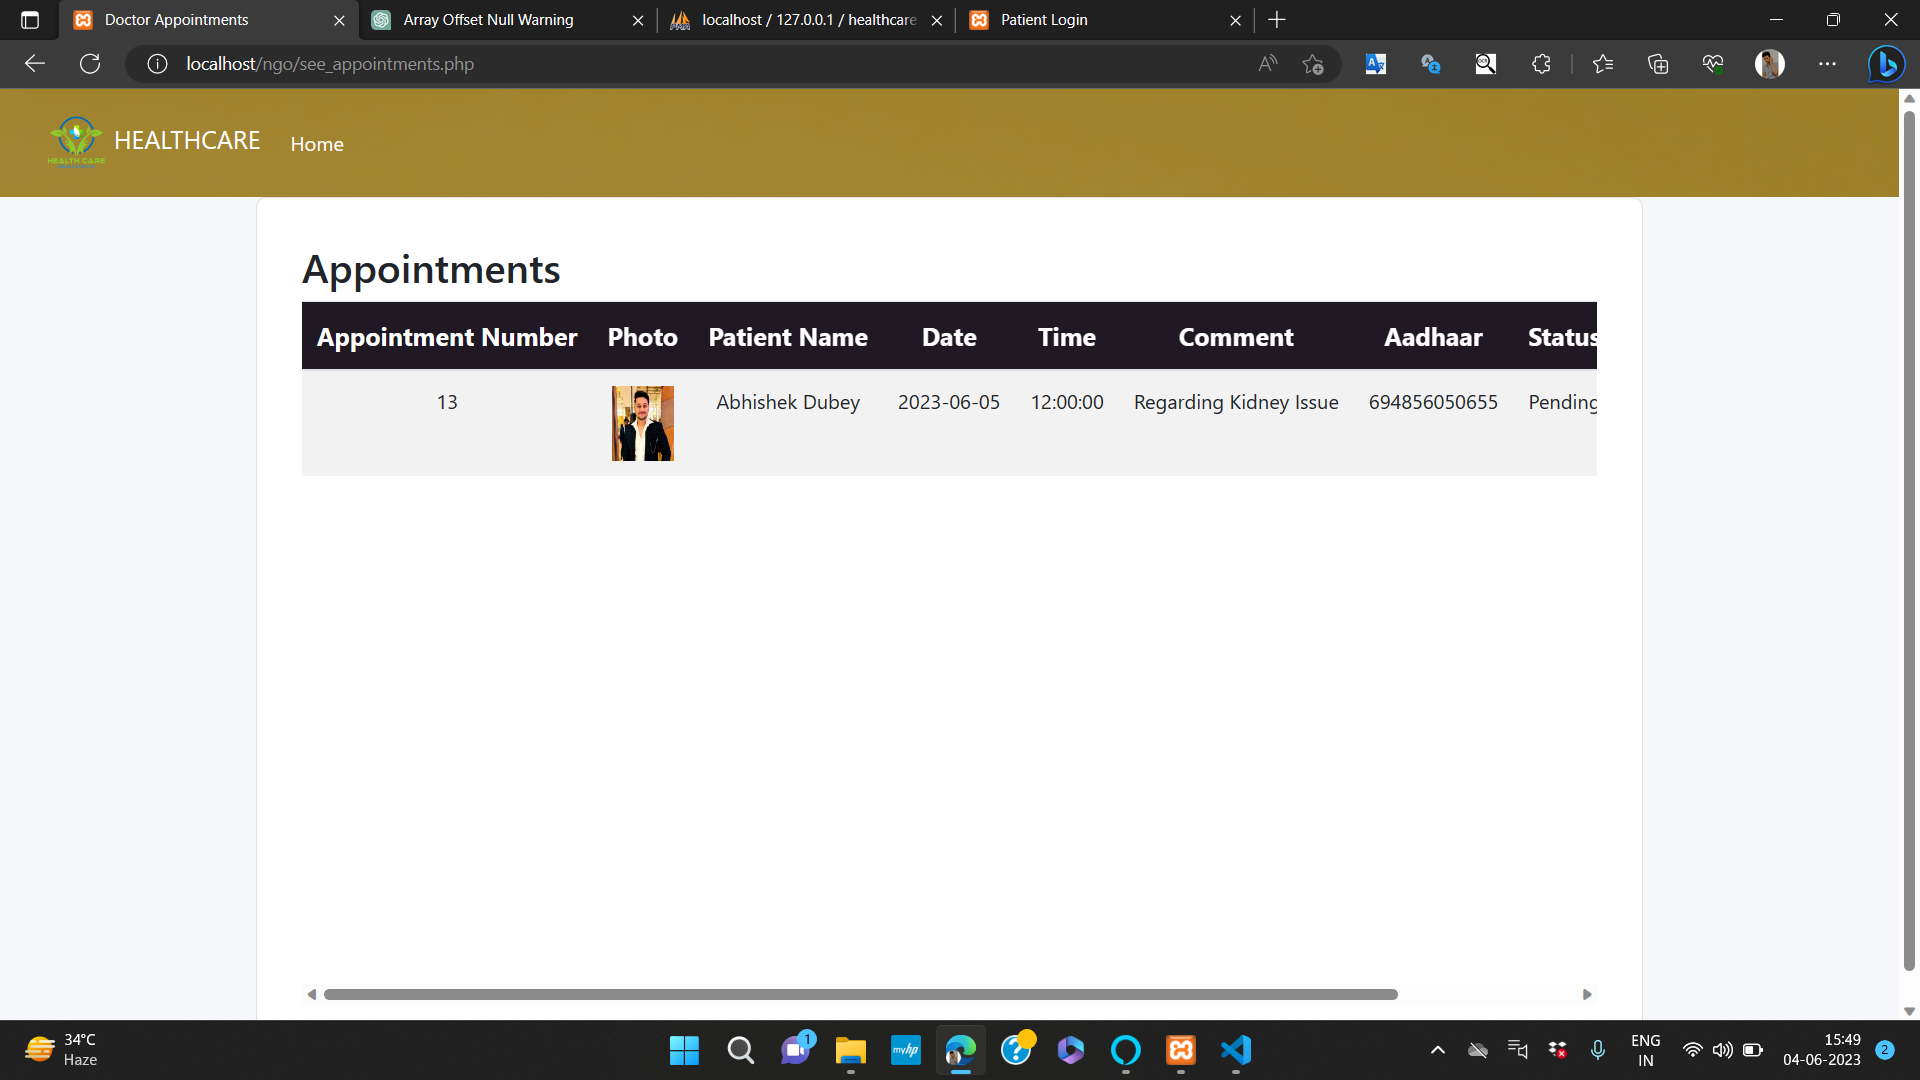 Doctor Appointments
Array Offset Null Warning
localhost / 127.0.0.1 / healthcare
Patient Login
localhost/ngo/see_appointments.php
HEALTH CARE
HEALTHCARE
Home
Appointments
Appointment Number Photo Patient Name Date Time Comment Aadhaar Status
13 Abhishek Dubey 2023-06-05 12:00:00 Regarding Kidney Issue 694856050655 Pending
34°C
Haze
1
myhp
ENG
IN
15:49
04-06-2023
2